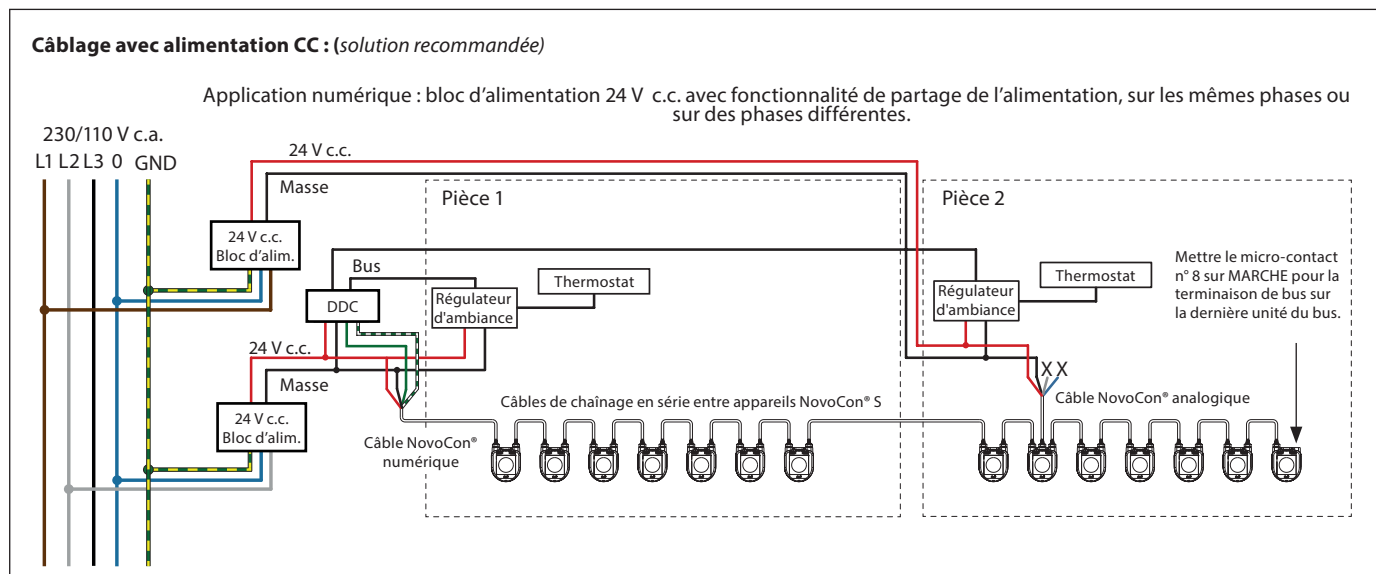 Câblage avec alimentation CC : (solution recommandée)
Application numérique : bloc d'alimentation 24 V c.c. avec fonctionnalité de partage de l'alimentation, sur les mêmes phases ou
sur des phases différentes.
230/110 V c.a.
L1 L2 L3 0 GND
24 V c.c.
Masse
Pièce 1
Pièce 2
24 V c.c.
Bloc d'alim.
Bus
DDC
Régulateur
d'ambiance
Thermostat
Régulateur
d'ambiance
Thermostat
Mettre le micro-contact
n° 8 sur MARCHE pour la
terminaison de bus sur
la dernière unité du bus.
24 V c.c.
Masse
24 V c.c.
Bloc d'alim.
X X
Câbles de chaînage en série entre appareils NovoCon® S
Câble NovoCon® analogique
Câble NovoCon®
numérique